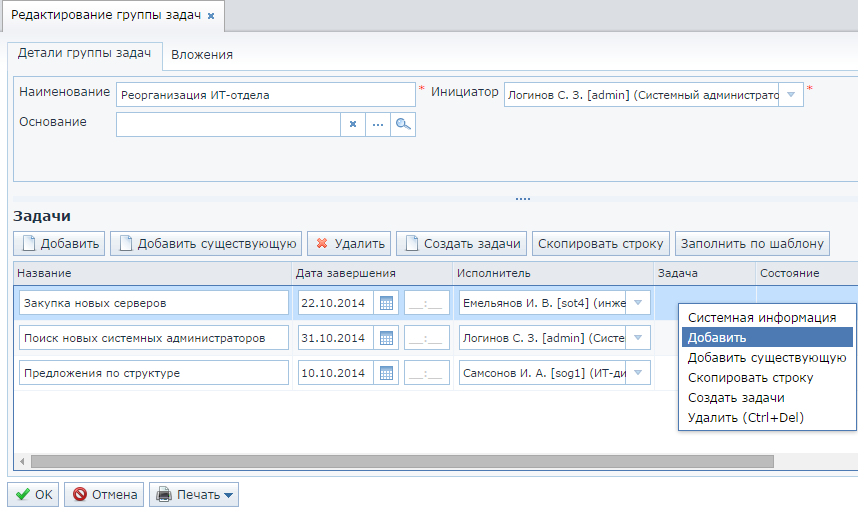 Редактирование группы задач ×
Детали группы задач Вложения
Наименование Реорганизация ИТ-отдела * Инициатор Логинов С. З. [admin] (Системный администрато *
Основание
Задачи
Добавить Добавить существующую Удалить Создать задачи Скопировать строку Заполнить по шаблону
Название Дата завершения Исполнитель Задача Состояние
Закупка новых серверов 22.10.2014 __:__ Емельянов И. В. [sot4] (инже
Поиск новых системных администраторов 31.10.2014 __:__ Логинов С. З. [admin] (Систе
Предложения по структуре 10.10.2014 __:__ Самсонов И. А. [sog1] (ИТ-ди
Системная информация
Добавить
Добавить существующую
Скопировать строку
Создать задачи
Удалить (Ctrl+Del)
OK Отмена Печать